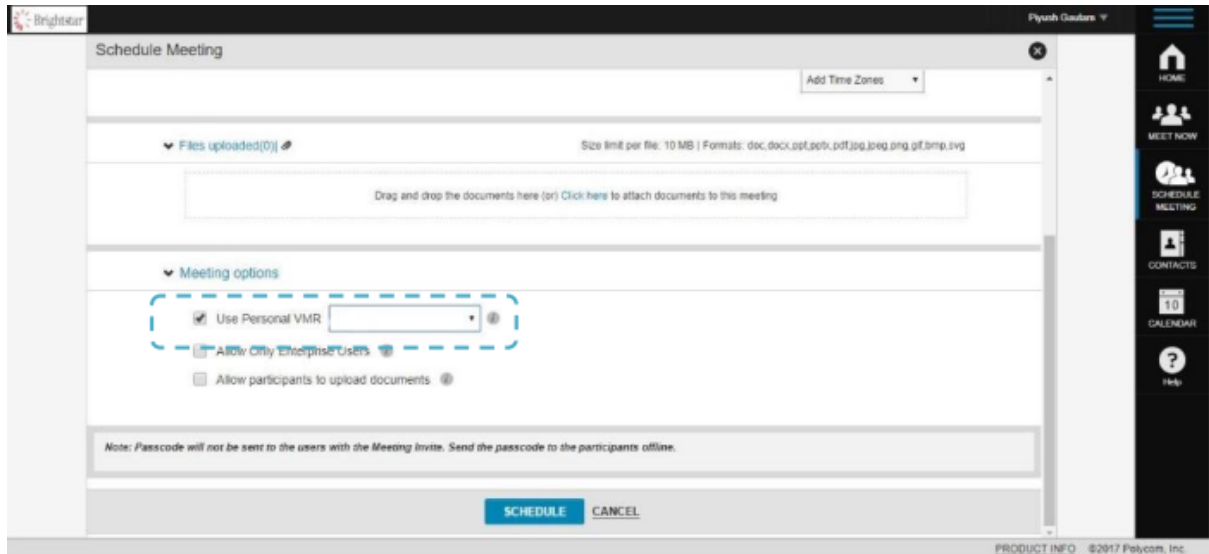 Brightstar
Piyush Gautam
Schedule Meeting
Add Time Zones
HOME
MEET NOW
Files uploaded(0)|
Size limit per file: 10 MB | Formats: doc,docx,ppt,pptx,pdf,jpg,jpeg,png,gif,bmp,svg
Drag and drop the documents here (or) Click here to attach documents to this meeting
SCHEDULE
MEETING
CONTACTS
Meeting options
Use Personal VMR
10
CALENDAR
Allow Only Enterprise Users
Allow participants to upload documents
?
Help
Note: Passcode will not be sent to the users with the Meeting Invite. Send the passcode to the participants offline.
SCHEDULE CANCEL
PRODUCT INFO ©2017 Polycom, Inc.